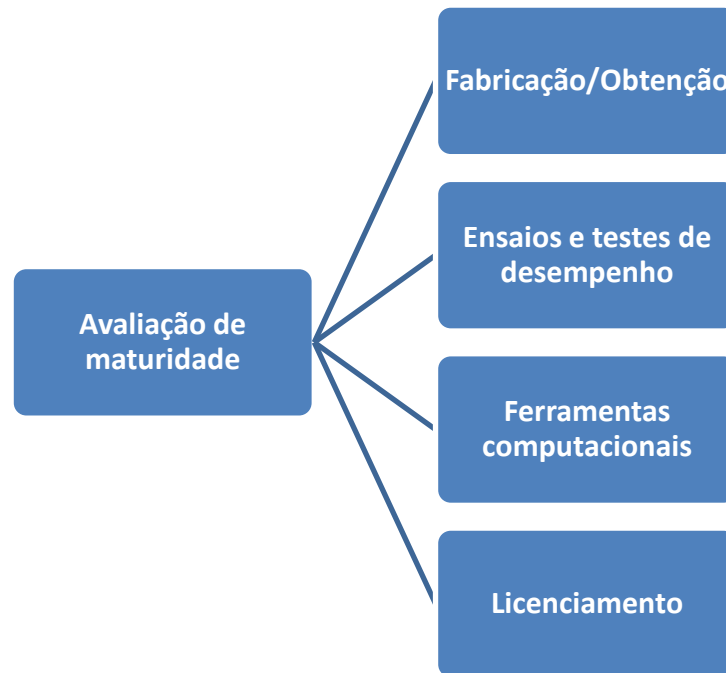 Fabricação/Obtenção
Ensaios e testes de
desempenho
Avaliação de
maturidade
Ferramentas
computacionais
Licenciamento